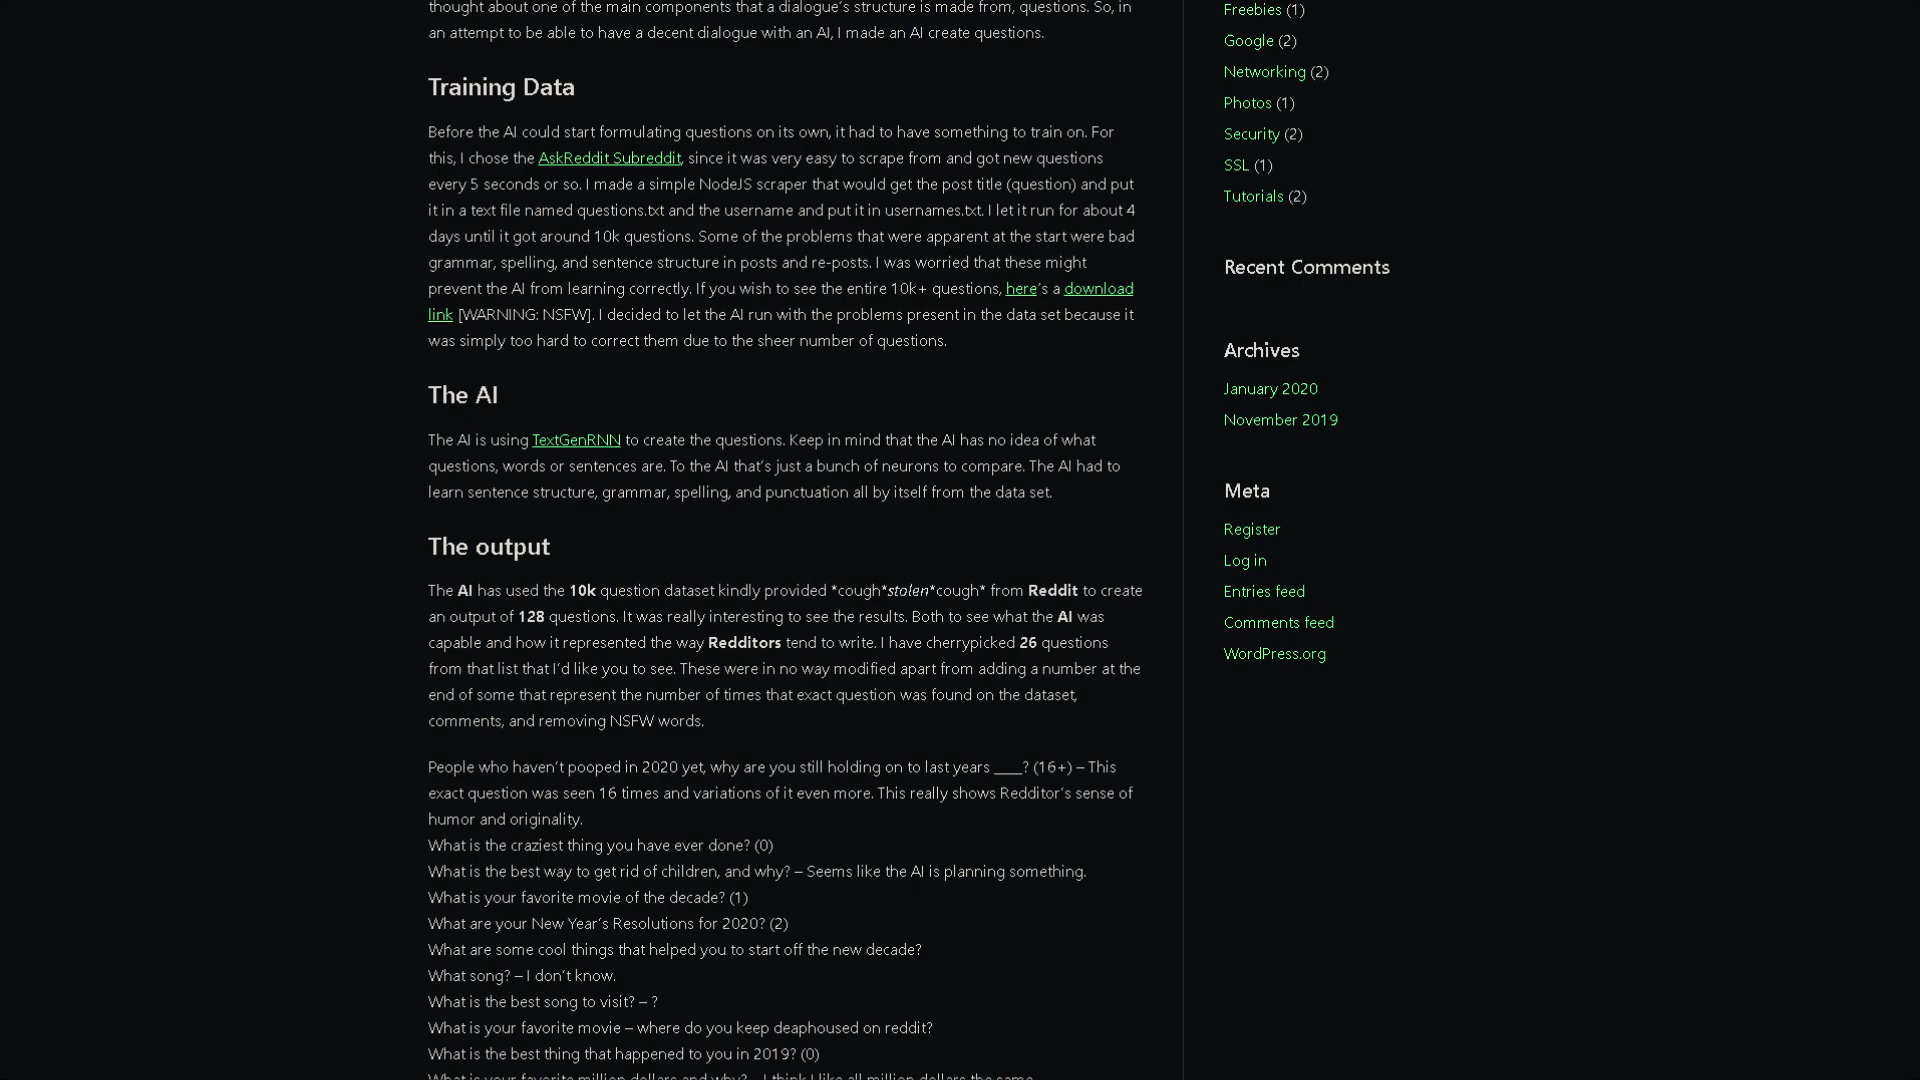 thought about one of the main components that a dialogue's structure is made from, questions. So, in
an attempt to be able to have a decent dialogue with an AI, I made an AI create questions.
Training Data
Before the AI could start formulating questions on its own, it had to have something to train on. For
this, I chose the AskReddit Subreddit, since it was very easy to scrape from and got new questions
every 5 seconds or so. I made a simple NodeJS scraper that would get the post title (question) and put
it in a text file named questions.txt and the username and put it in usernames.txt. I let it run for about 4
days until it got around 10k questions. Some of the problems that were apparent at the start were bad
grammar, spelling, and sentence structure in posts and re-posts. I was worried that these might
prevent the AI from learning correctly. If you wish to see the entire 10k+ questions, here's a download
link [WARNING: NSFW]. I decided to let the AI run with the problems present in the data set because it
was simply too hard to correct them due to the sheer number of questions.
The AI
The AI is using TextGenRNN to create the questions. Keep in mind that the AI has no idea of what
questions, words or sentences are. To the AI that's just a bunch of neurons to compare. The AI had to
learn sentence structure, grammar, spelling, and punctuation all by itself from the data set.
The output
The AI has used the 10k question dataset kindly provided *cough*stolen*cough* from Reddit to create
an output of 128 questions. It was really interesting to see the results. Both to see what the AI was
capable and how it represented the way Redditors tend to write. I have cherrypicked 26 questions
from that list that I'd like you to see. These were in no way modified apart from adding a number at the
end of some that represent the number of times that exact question was found on the dataset,
comments, and removing NSFW words.
People who haven't pooped in 2020 yet, why are you still holding on to last years ____? (16+) – This
exact question was seen 16 times and variations of it even more. This really shows Redditor's sense of
humor and originality.
What is the craziest thing you have ever done? (0)
What is the best way to get rid of children, and why? – Seems like the AI is planning something.
What is your favorite movie of the decade? (1)
What are your New Year's Resolutions for 2020? (2)
What are some cool things that helped you to start off the new decade?
What song? – I don't know.
What is the best song to visit? – ?
What is your favorite movie – where do you keep deaphoused on reddit?
What is the best thing that happened to you in 2019? (0)
What is your favorite million dollars and why? – I think I like all million dollars the same.
Freebies (1)
Google (2)
Networking (2)
Photos (1)
Security (2)
SSL (1)
Tutorials (2)
Recent Comments
Archives
January 2020
November 2019
Meta
Register
Log in
Entries feed
Comments feed
WordPress.org